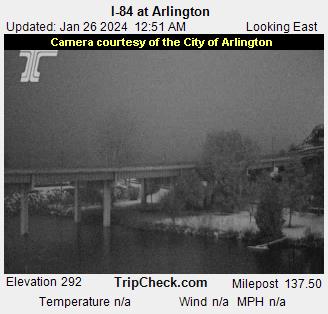 I-84 at Arlington
Updated: Jan 26 2024 12:51 AM Looking East
Camera courtesy of the City of Arlington
Elevation 292 TripCheck.com Milepost 137.50
Temperature n/a Wind n/a MPH n/a